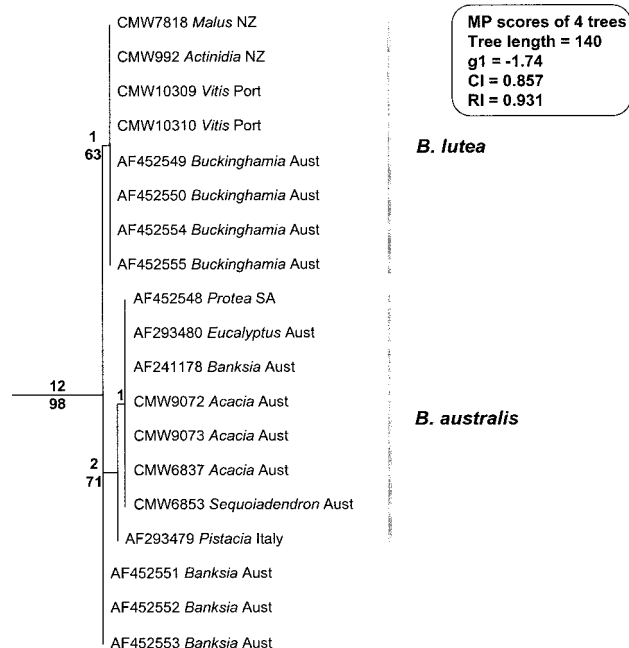 CMW7818 Malus NZ
CMW992 Actinidia NZ
CMW10309 Vitis Port
CMW10310 Vitis Port
1
63
AF452549 Buckinghamia Aust
AF452550 Buckinghamia Aust
AF452554 Buckinghamia Aust
AF452555 Buckinghamia Aust
B. lutea
MP scores of 4 trees
Tree length = 140
g1 = -1.74
CI = 0.857
RI = 0.931
AF452548 Protea SA
AF293480 Eucalyptus Aust
AF241178 Banksia Aust
12
98
1
CMW9072 Acacia Aust
CMW9073 Acacia Aust
B. australis
2
71
CMW6837 Acacia Aust
CMW6853 Sequoiadendron Aust
AF293479 Pistacia Italy
AF452551 Banksia Aust
AF452552 Banksia Aust
AF452553 Banksia Aust